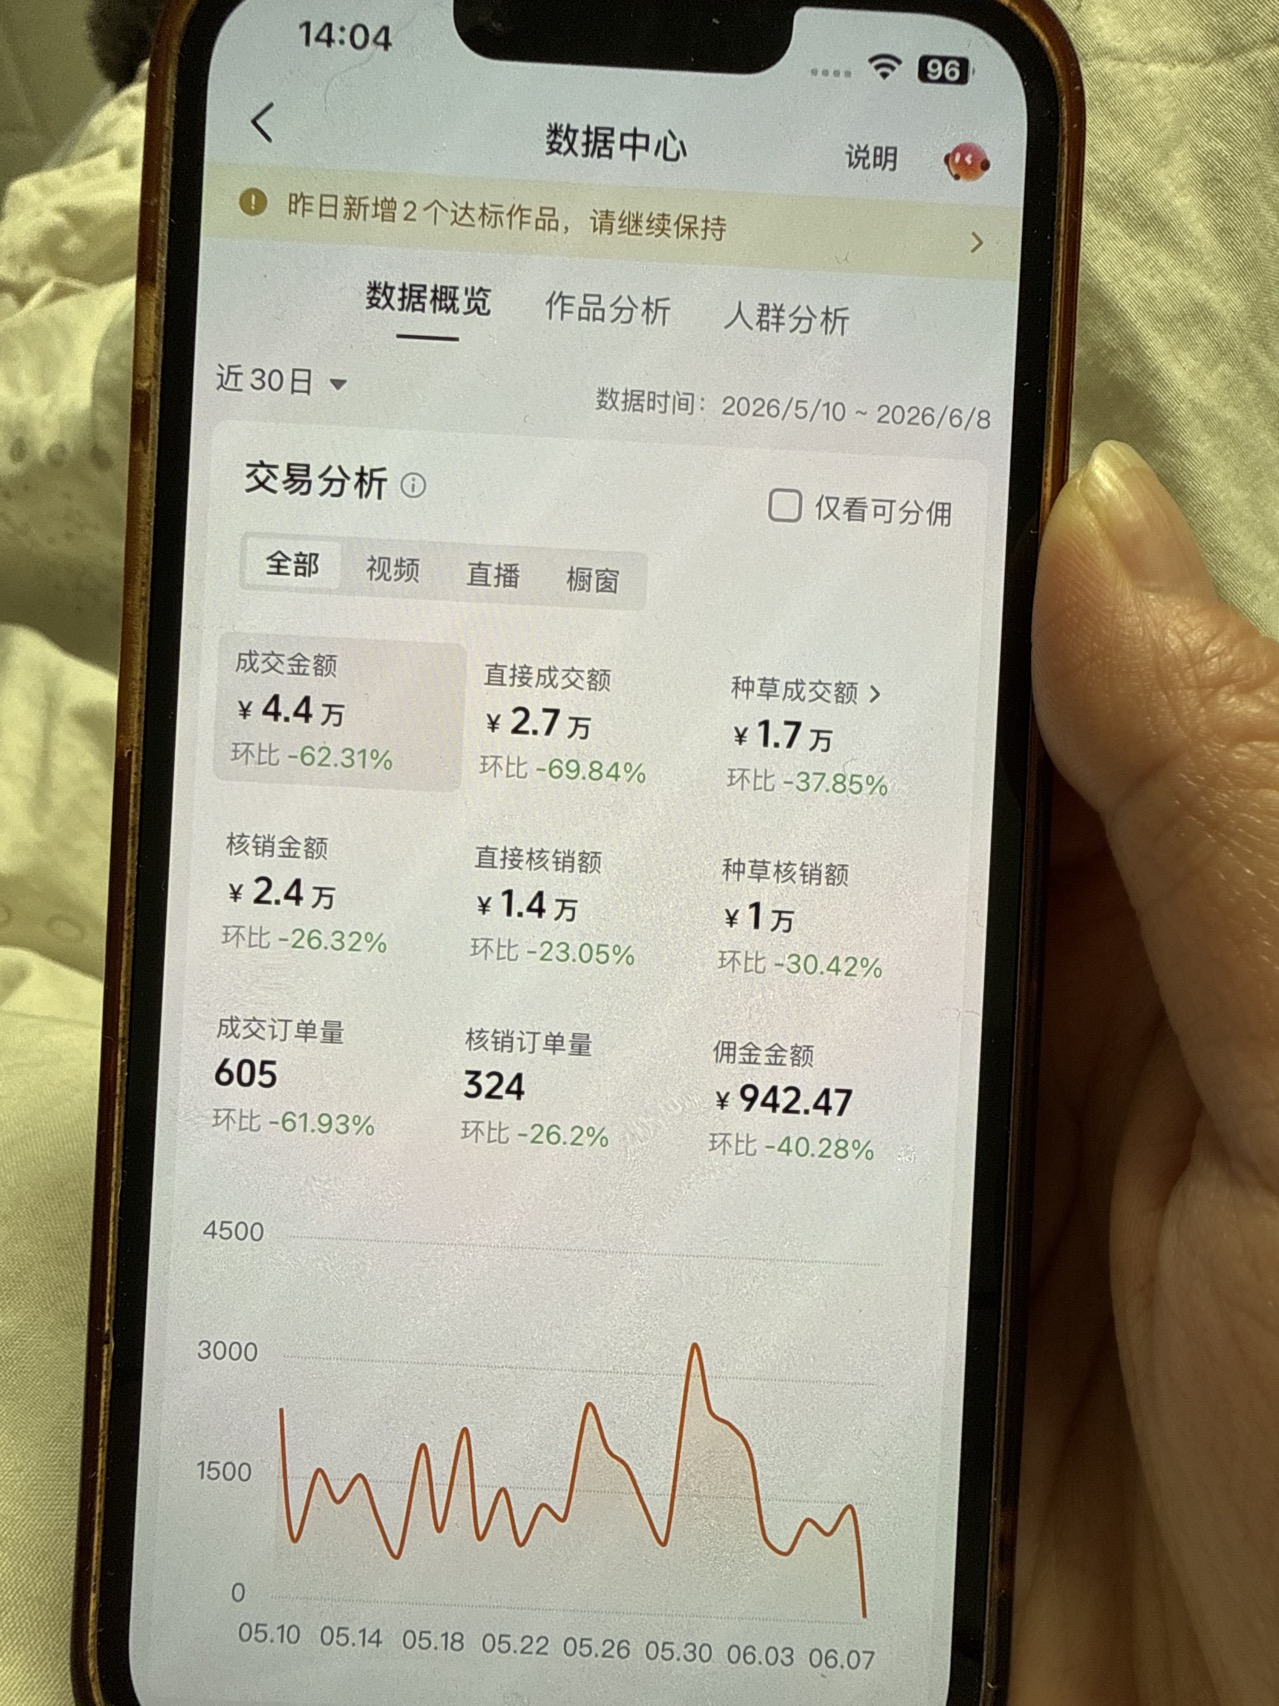 14:04
96
数据中心
说明
昨日新增2个达标作品，请继续保持
数据概览 作品分析 人群分析
近30日
数据时间：2026/5/10 ~ 2026/6/8
交易分析
仅看可分佣
全部 视频 直播 橱窗
成交金额 直接成交额 种草成交额
¥ 4.4 万 ¥ 2.7 万 ¥ 1.7 万
环比 -62.31% 环比 -69.84% 环比 -37.85%
核销金额 直接核销额 种草核销额
¥ 2.4 万 ¥ 1.4 万 ¥ 1 万
环比 -26.32% 环比 -23.05% 环比 -30.42%
成交订单量 核销订单量 佣金金额
605 324 ¥ 942.47
环比 -61.93% 环比 -26.2% 环比 -40.28%
4500
3000
1500
0
05.10 05.14 05.18 05.22 05.26 05.30 06.03 06.07